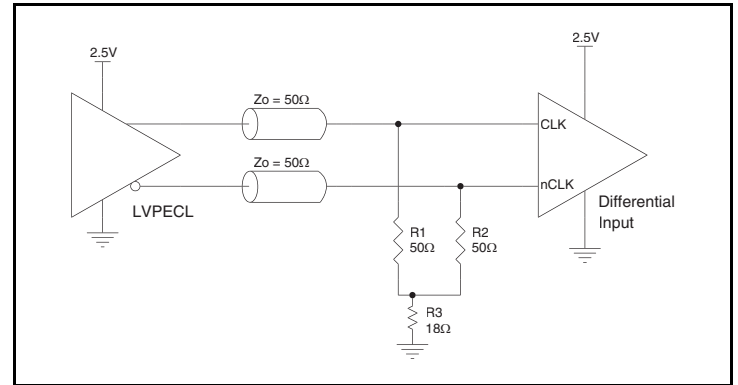 2.5V
2.5V
Zo = 50Ω
CLK
Zo = 50Ω
nCLK
LVPECL
Differential
Input
R1
50Ω
R2
50Ω
R3
18Ω